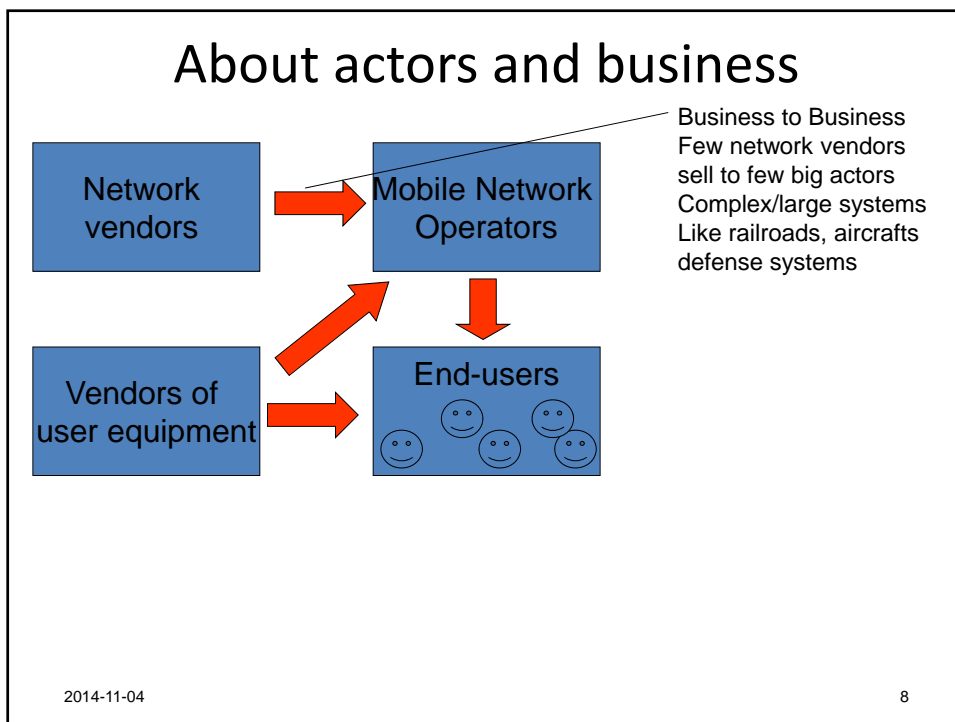 About actors and business
Business to Business
Few network vendors
sell to few big actors
Complex/large systems
Like railroads, aircrafts
defense systems
Network
vendors
Mobile Network
Operators
Vendors of
user equipment
End-users
2014-11-04
8